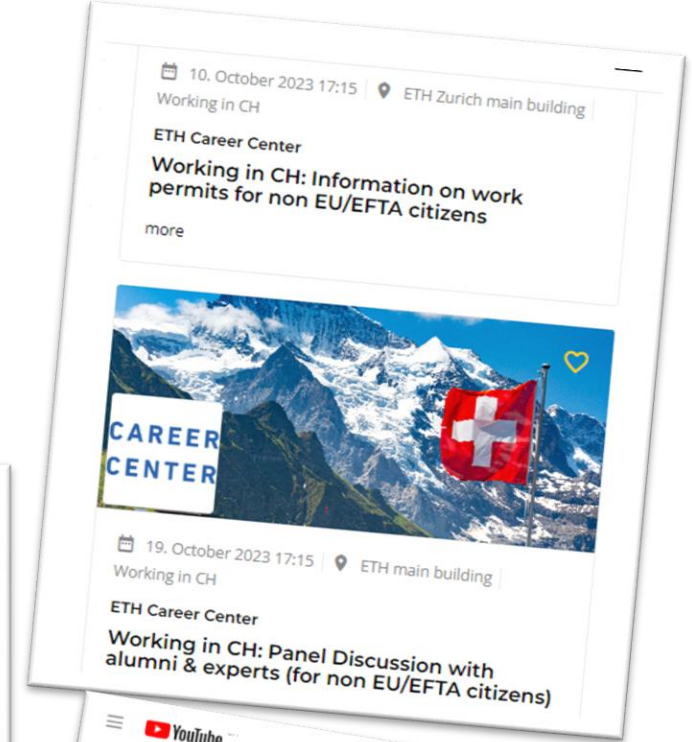 10. October 2023 17:15 ETH Zurich main building
Working in CH
ETH Career Center
Working in CH: Information on work
permits for non EU/EFTA citizens
more
CAREER
CENTER
19. October 2023 17:15 ETH main building
Working in CH
ETH Career Center
Working in CH: Panel Discussion with
alumni & experts (for non EU/EFTA citizens)
YouTube